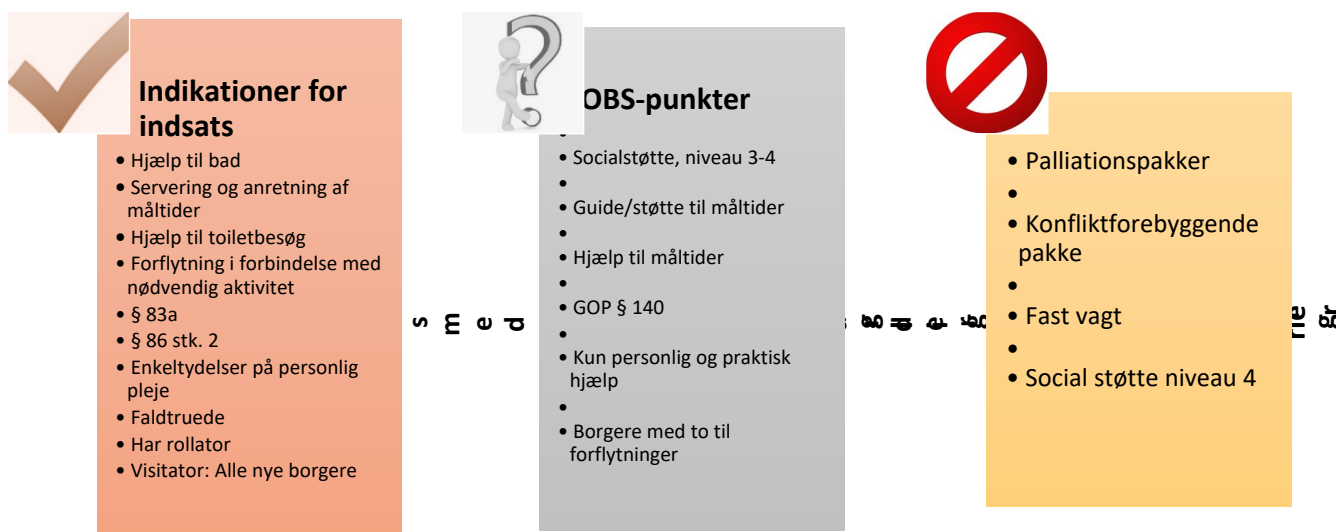 Indikationer for
indsats
• Hjælp til bad
• Servering og anretning af
måltider
• Hjælp til toiletbesøg
• Forflytning i forbindelse med
nødvendig aktivitet
• § 83a
• § 86 stk. 2
• Enkeltydelser på personlig
pleje
• Faldtruede
• Har rollator
• Visitator: Alle nye borgere
s m e d
OBS-punkter
•
• Socialstøtte, niveau 3-4
•
• Guide/støtte til måltider
•
• Hjælp til måltider
•
• GOP § 140
•
• Kun personlig og praktisk
hjælp
•
• Borgere med to til
forflytninger
• Palliationspakker
•
• Konfliktforebyggende
pakke
•
• Fast vagt
•
• Social støtte niveau 4